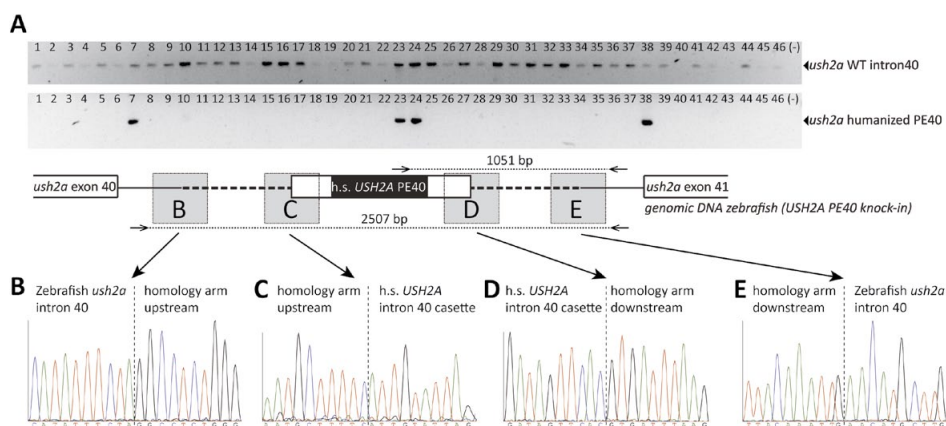 A
1 2 3 4 5 6 7 8 9 10 11 12 13 14 15 16 17 18 19 20 21 22 23 24 25 26 27 28 29 30 31 32 33 34 35 36 37 38 39 40 41 42 43 44 45 46 (-)
ush2a WT intron40
1 2 3 4 5 6 7 8 9 10 11 12 13 14 15 16 17 18 19 20 21 22 23 24 25 26 27 28 29 30 31 32 33 34 35 36 37 38 39 40 41 42 43 44 45 46 (-)
ush2a humanized PE40
1051 bp
ush2a exon 40
h.s. USH2A PE40
ush2a exon 41
B C D E
genomic DNA zebrafish (USH2A PE40 knock-in)
2507 bp
B
Zebrafish ush2a
intron 40
homology arm
upstream
C
homology arm
upstream
h.s. USH2A
intron 40 casette
D
h.s. USH2A
intron 40 casette
homology arm
downstream
E
homology arm
downstream
Zebrafish ush2a
intron 40